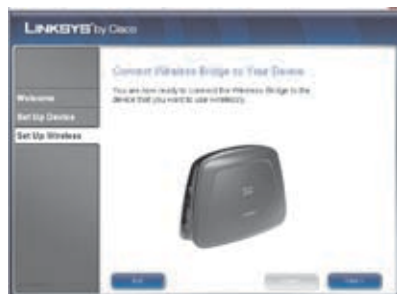 LINKSYS by Cisco
Connect Wireless Bridge to Your Device
You are now ready to connect the Wireless Bridge to the
device that you want to use wirelessly.
Welcome
Set Up Device
Set Up Wireless
Exit